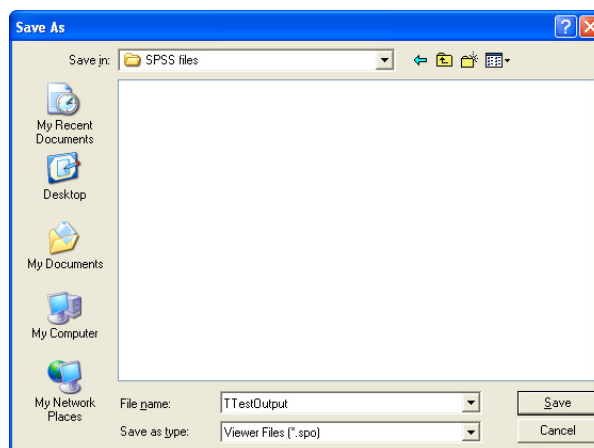 Save As
Save in: SPSS files
My Recent
Documents
Desktop
My Documents
My Computer
My Network
Places
File name: TTestOutput Save
Save as type: Viewer Files (*.spo) Cancel